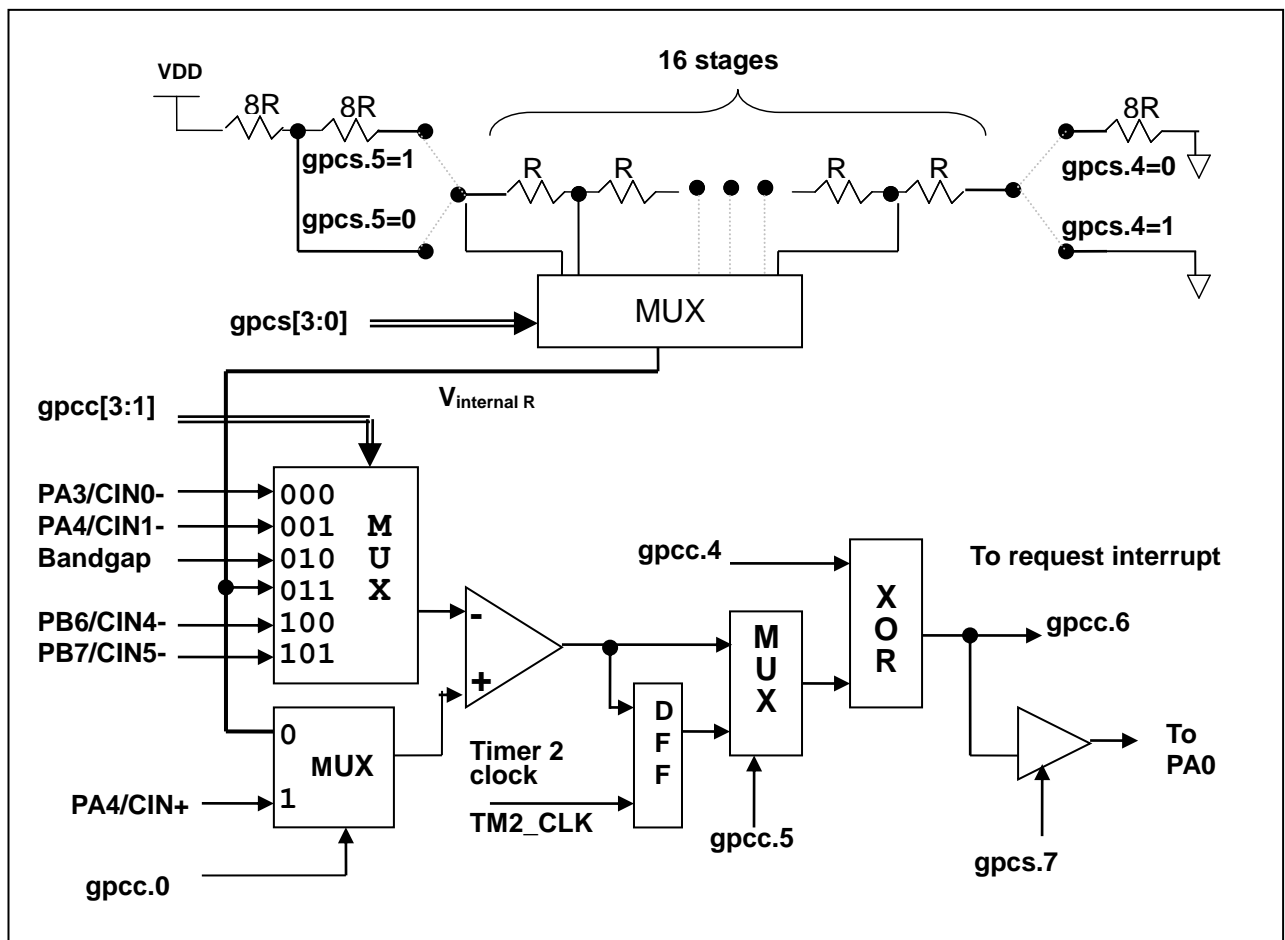 16 stages
VDD
8R
8R
8R
gpcs.5=1
R
R
R
R
gpcs.4=0
gpcs.5=0
gpcs.4=1
MUX
gpcs[3:0]
Vinternal R
gpcc[3:1]
PA3/CIN0-
000
PA4/CIN1-
001
Bandgap
010
011
PB6/CIN4-
100
PB7/CIN5-
101
M
U
X
-
+
gpcc.4
To request interrupt
X
O
R
gpcc.6
M
U
X
D
F
F
0
MUX
1
PA4/CIN+
Timer 2
clock
TM2_CLK
To
PA0
gpcc.5
gpcs.7
gpcc.0